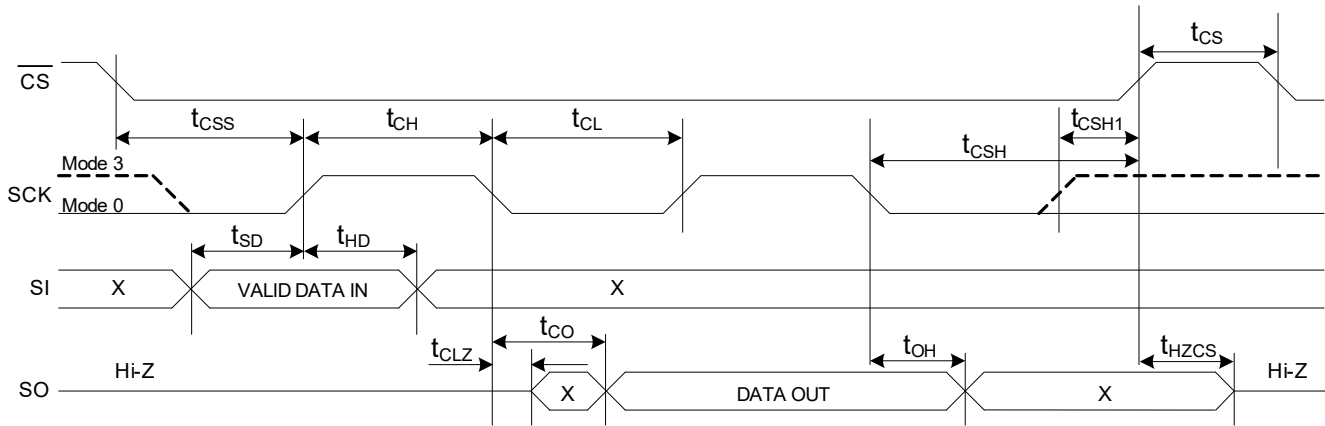 tCS
CS
tCSS
tCH
tCL
tCSH1
tCSH
Mode 3
SCK
Mode 0
tSD
tHD
SI
X
VALID DATA IN
X
tCO
tCLZ
tOH
tHZCS
Hi-Z
Hi-Z
SO
X
DATA OUT
X